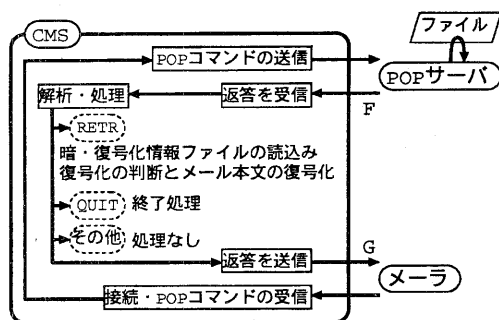 CMS
ファイル
POPコマンドの送信
POPサーバ
解析・処理
返答を受信
F
RETR
暗・復号化情報ファイルの読込み
復号化の判断とメール本文の復号化
QUIT 終了処理
その他 処理なし
返答を送信
G
メーラ
接続・POPコマンドの受信